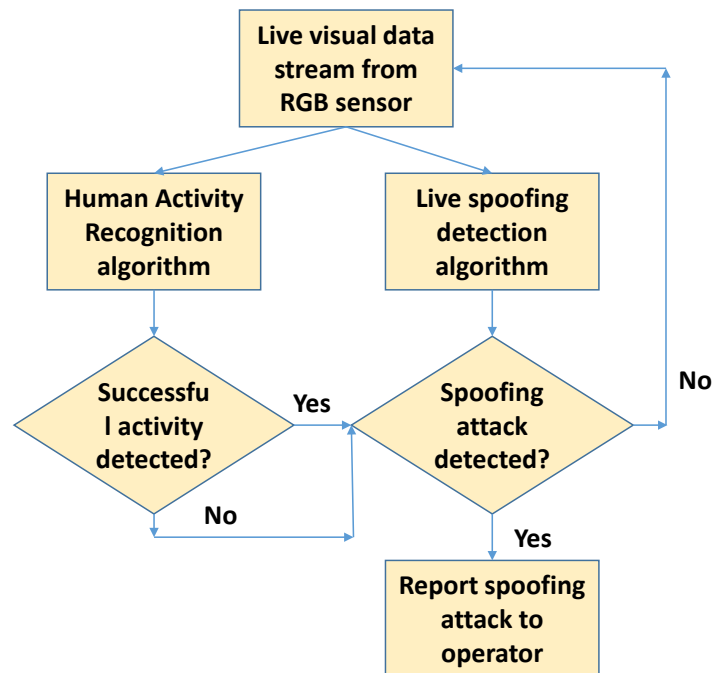 Live visual data
stream from
RGB sensor
Human Activity
Recognition
algorithm
Live spoofing
detection
algorithm
Successfu
l activity
detected?
Yes
No
Spoofing
attack
detected?
No
Yes
Report spoofing
attack to
operator